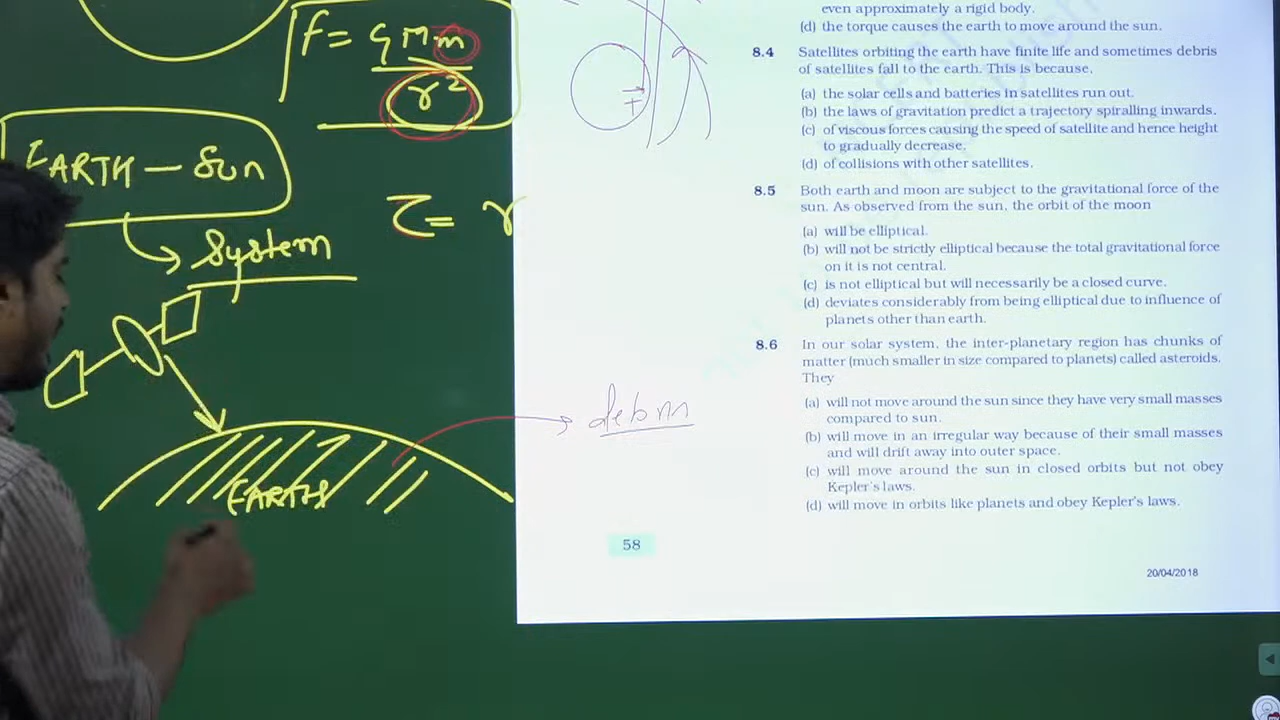 F = GMm
r²
EARTH – Sun
System
τ = r
EARTH
debris
T
even approximately a rigid body.
(d) the torque causes the earth to move around the sun.
8.4 Satellites orbiting the earth have finite life and sometimes debris
of satellites fall to the earth. This is because,
(a) the solar cells and batteries in satellites run out.
(b) the laws of gravitation predict a trajectory spiralling inwards.
(c) of viscous forces causing the speed of satellite and hence height
to gradually decrease.
(d) of collisions with other satellites.
8.5 Both earth and moon are subject to the gravitational force of the
sun. As observed from the sun, the orbit of the moon
(a) will be elliptical.
(b) will not be strictly elliptical because the total gravitational force
on it is not central.
(c) is not elliptical but will necessarily be a closed curve.
(d) deviates considerably from being elliptical due to influence of
planets other than earth.
8.6 In our solar system, the inter-planetary region has chunks of
matter (much smaller in size compared to planets) called asteroids.
They
(a) will not move around the sun since they have very small masses
compared to sun.
(b) will move in an irregular way because of their small masses
and will drift away into outer space.
(c) will move around the sun in closed orbits but not obey
Kepler's laws.
(d) will move in orbits like planets and obey Kepler's laws.
58
20/04/2018